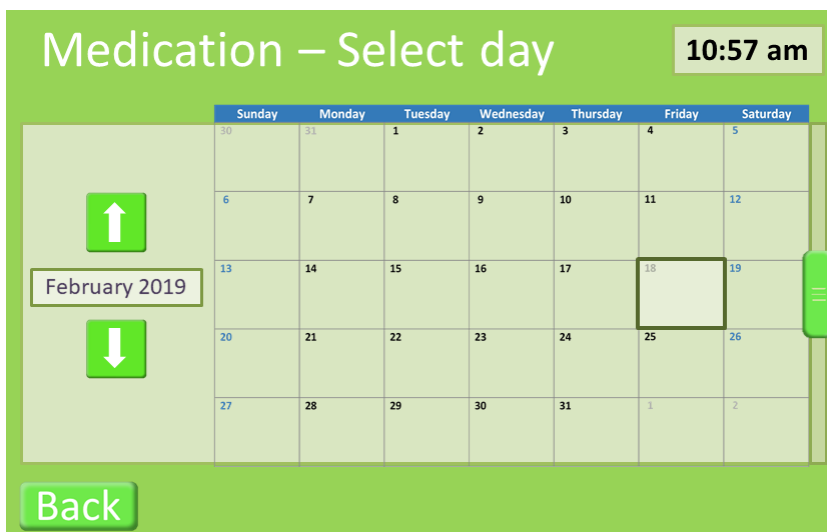 Medication – Select day
10:57 am
Sunday Monday Tuesday Wednesday Thursday Friday Saturday
30 31 1 2 3 4 5
6 7 8 9 10 11 12
February 2019
13 14 15 16 17 18 19
20 21 22 23 24 25 26
27 28 29 30 31 1 2
Back